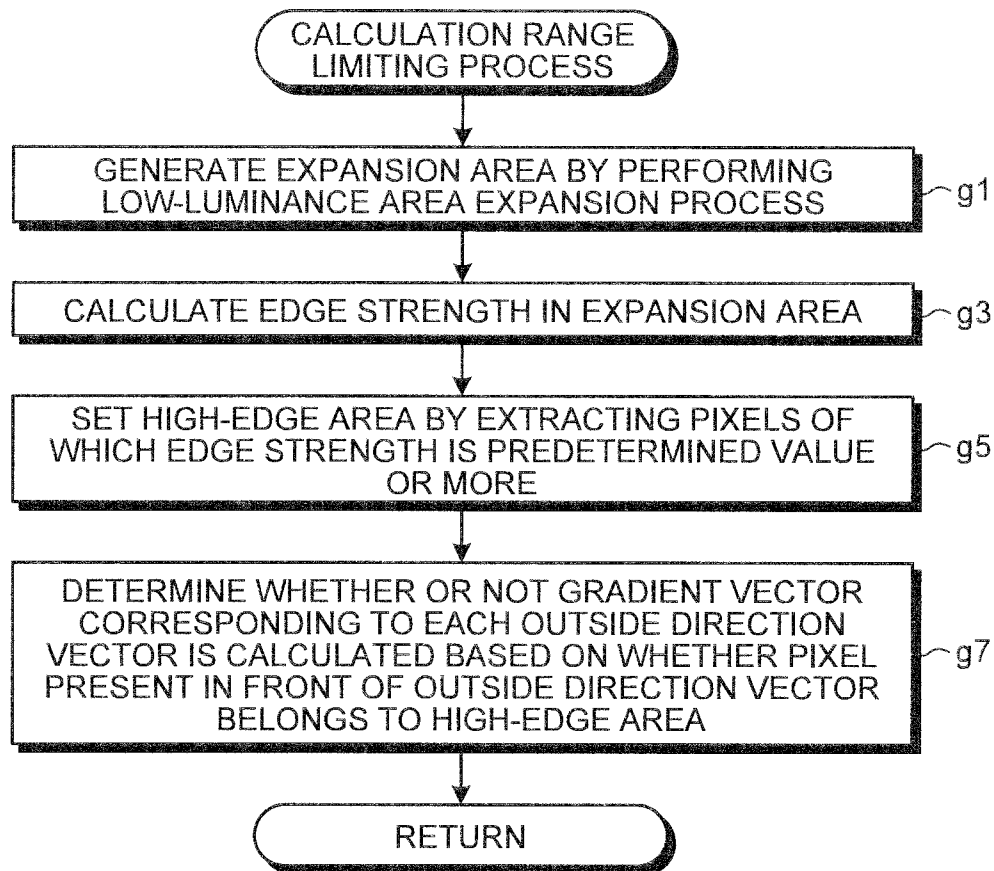 CALCULATION RANGE
LIMITING PROCESS
GENERATE EXPANSION AREA BY PERFORMING
LOW-LUMINANCE AREA EXPANSION PROCESS
g1
CALCULATE EDGE STRENGTH IN EXPANSION AREA
g3
SET HIGH-EDGE AREA BY EXTRACTING PIXELS OF
WHICH EDGE STRENGTH IS PREDETERMINED VALUE
OR MORE
g5
DETERMINE WHETHER OR NOT GRADIENT VECTOR
CORRESPONDING TO EACH OUTSIDE DIRECTION
VECTOR IS CALCULATED BASED ON WHETHER PIXEL
PRESENT IN FRONT OF OUTSIDE DIRECTION VECTOR
BELONGS TO HIGH-EDGE AREA
g7
RETURN